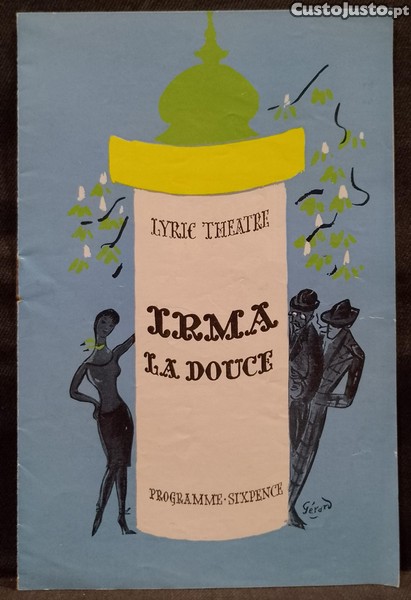 CustoJusto.pt
LYRIC THEATRE
IRMA
LA DOUCE
PROGRAMME · SIXPENCE
Gérard